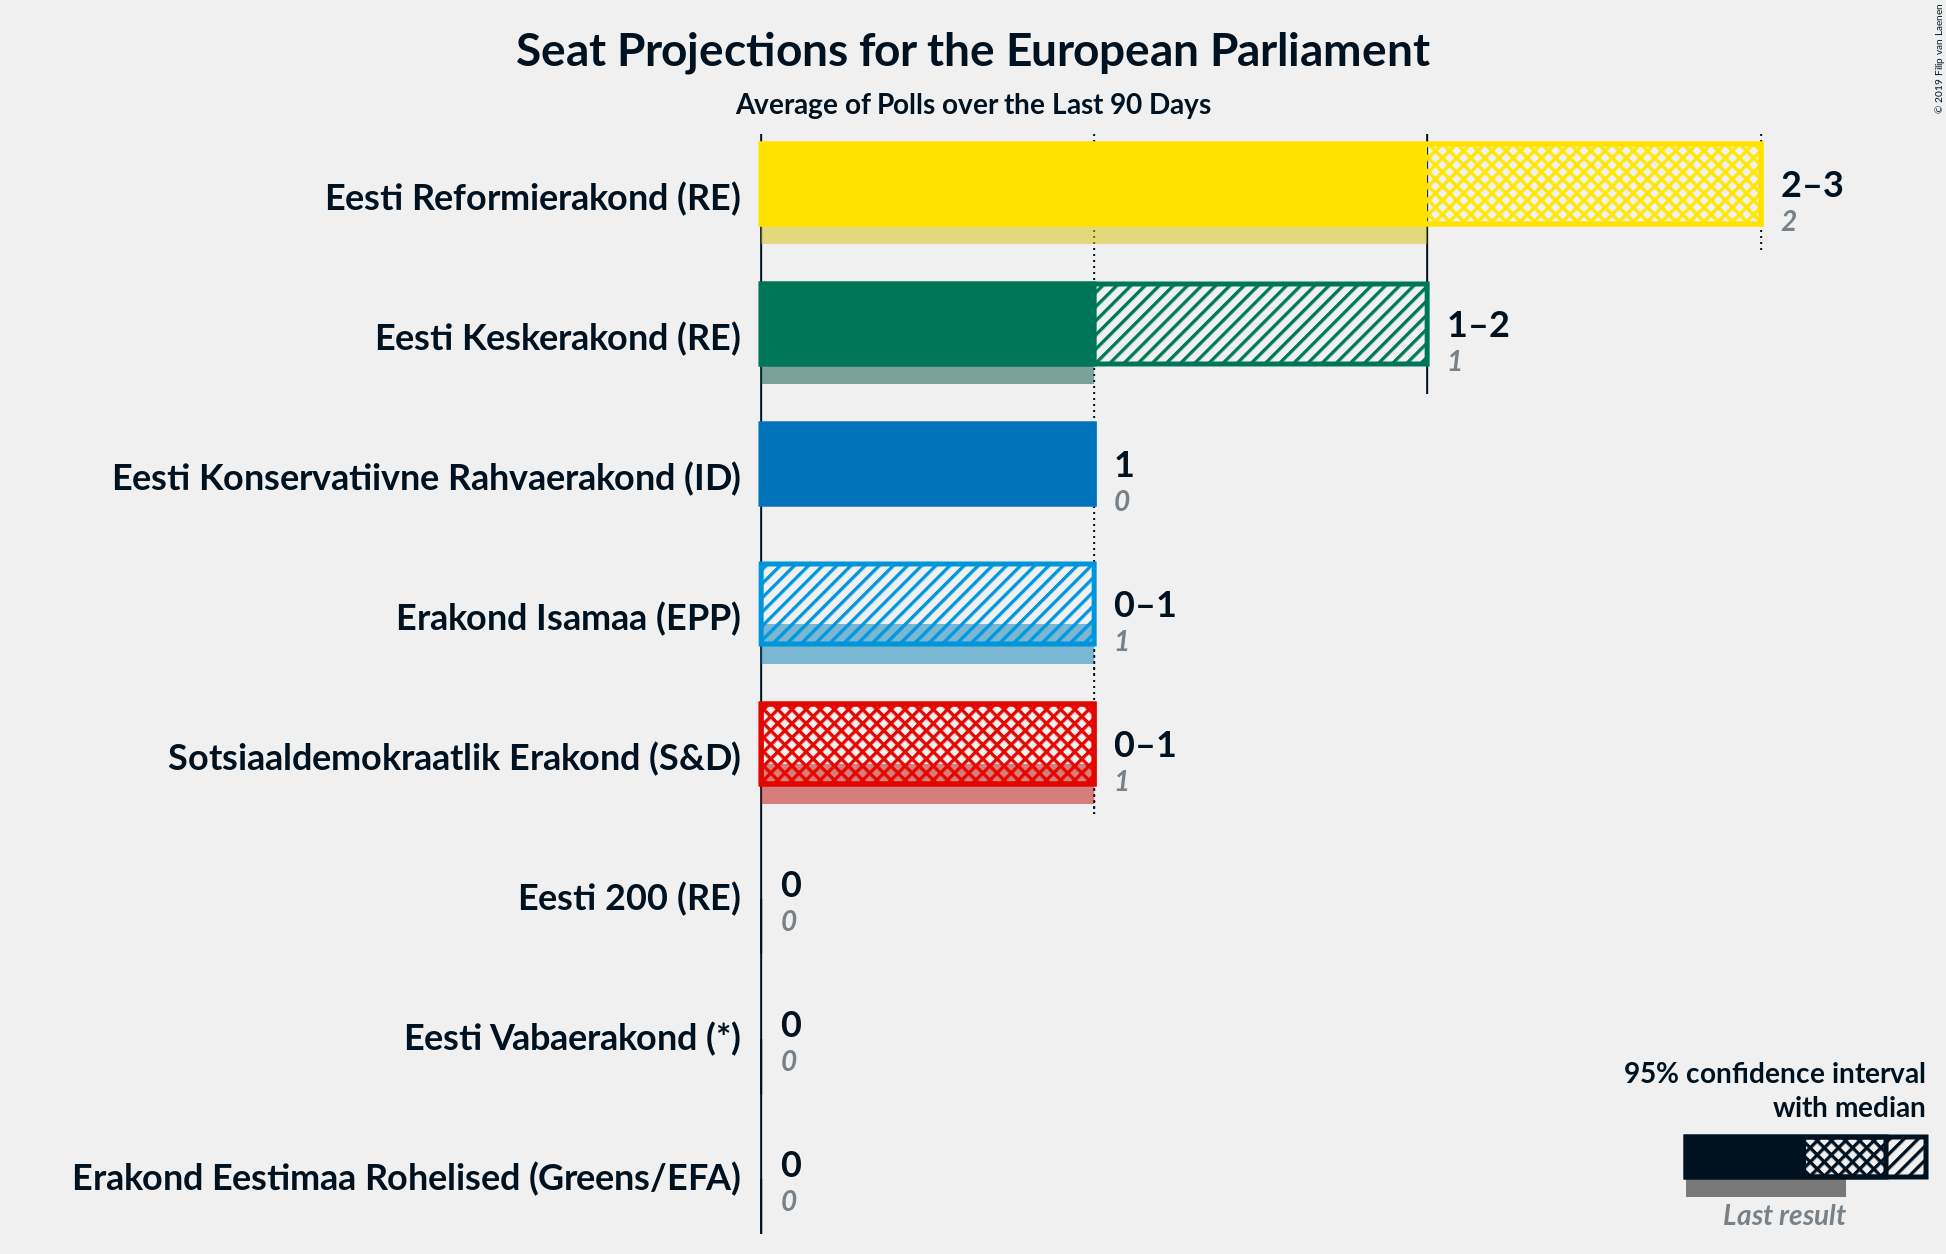 Seat Projections for the European Parliament
Average of Polls over the Last 90 Days
© 2019 Filip van Laenen
Eesti Reformierakond (RE)
2–3
2
Eesti Keskerakond (RE)
1–2
1
Eesti Konservatiivne Rahvaerakond (ID)
1
0
Erakond Isamaa (EPP)
0–1
1
Sotsiaaldemokraatlik Erakond (S&D)
0–1
1
Eesti 200 (RE)
0
0
Eesti Vabaerakond (*)
0
0
Erakond Eestimaa Rohelised (Greens/EFA)
0
0
95% confidence interval
with median
Last result